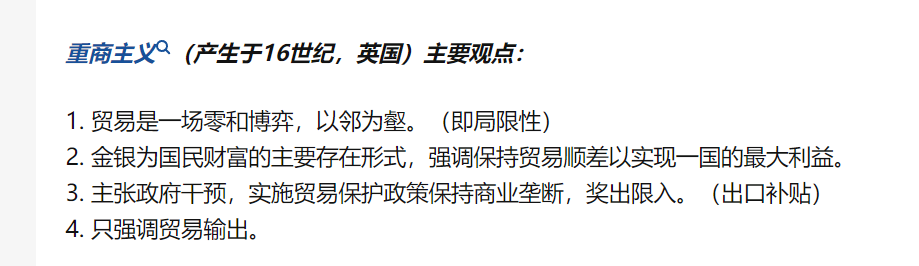 重商主义（产生于16世纪，英国）主要观点：
1. 贸易是一场零和博弈，以邻为壑。（即局限性）
2. 金银为国民财富的主要存在形式，强调保持贸易顺差以实现一国的最大利益。
3. 主张政府干预，实施贸易保护政策保持商业垄断，奖出限入。（出口补贴）
4. 只强调贸易输出。